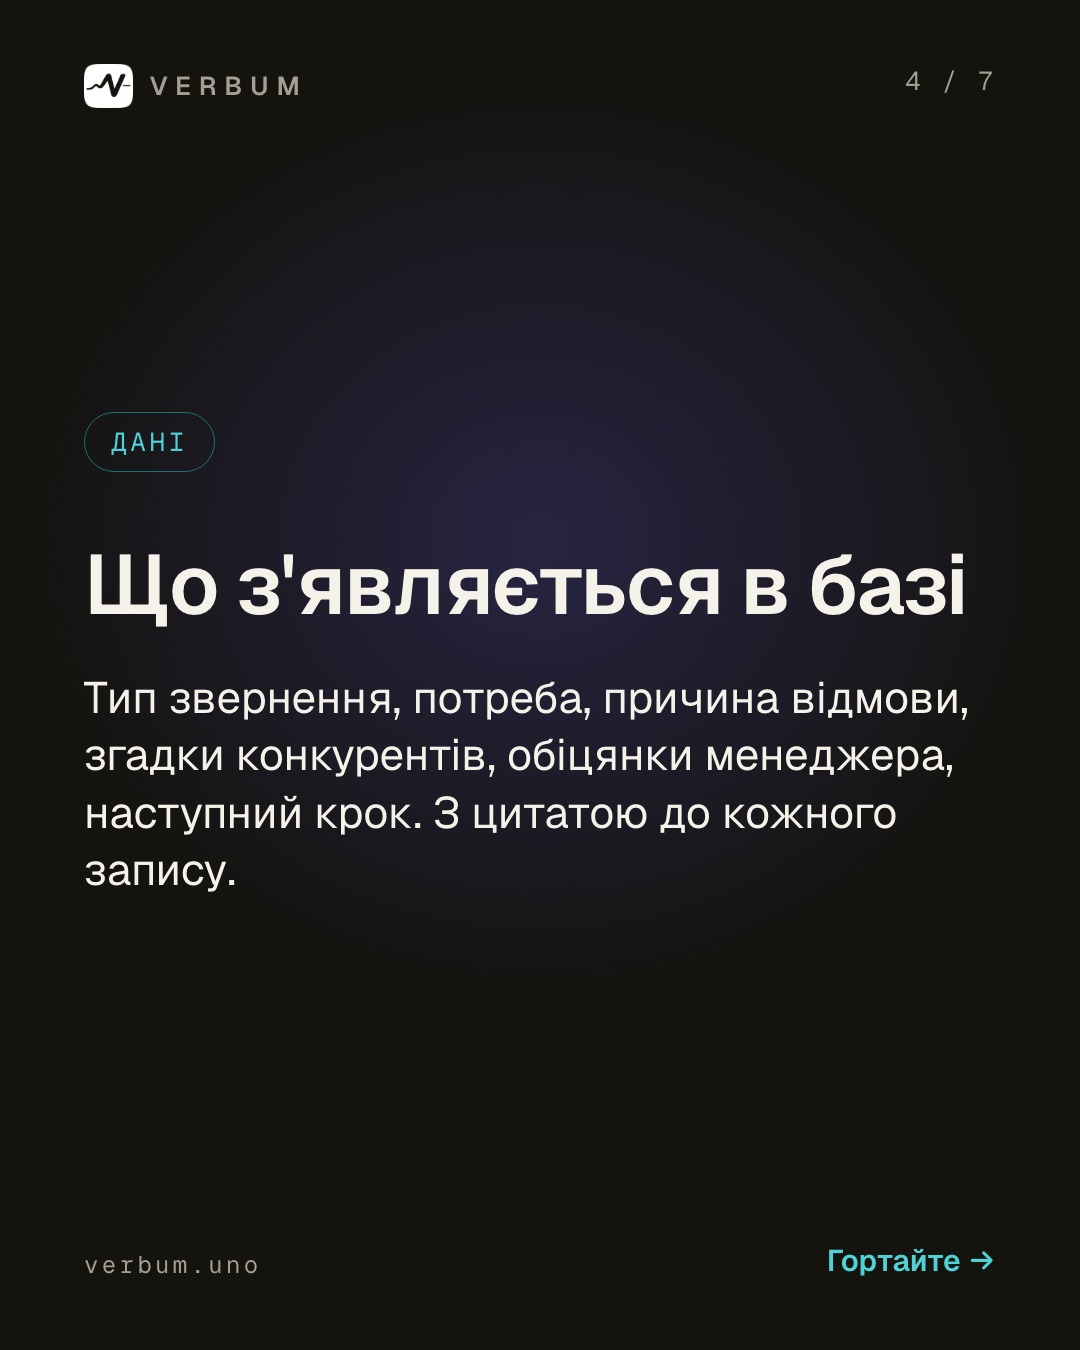 VERBUM
4 / 7
ДАНІ
Що з'являється в базі
Тип звернення, потреба, причина відмови,
згадки конкурентів, обіцянки менеджера,
наступний крок. З цитатою до кожного
запису.
verbum.uno
Гортайте →